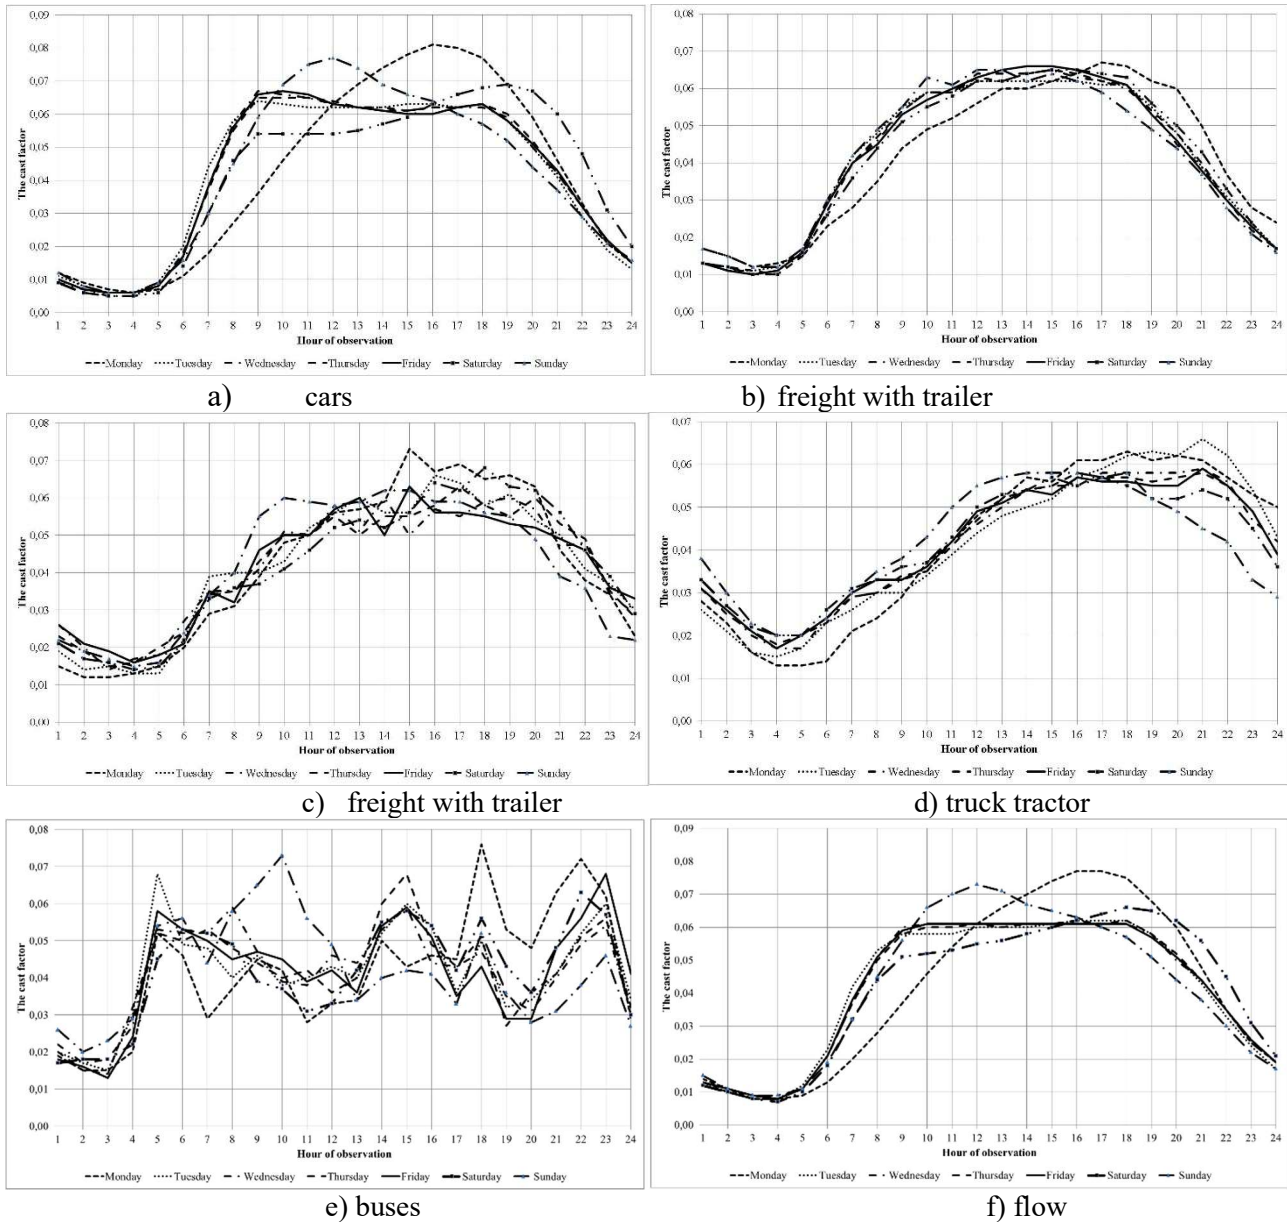 The cast factor
0,09
0,08
0,07
0,06
0,05
0,04
0,03
0,02
0,01
0,00
1 2 3 4 5 6 7 8 9 10 11 12 13 14 15 16 17 18 19 20 21 22 23 24
Hour of observation
Monday Tuesday Wednesday Thursday Friday Saturday Sunday
a) cars
The cast factor
0,08
0,07
0,06
0,05
0,04
0,03
0,02
0,01
0,00
1 2 3 4 5 6 7 8 9 10 11 12 13 14 15 16 17 18 19 20 21 22 23 24
Hour of observation
Monday Tuesday Wednesday Thursday Friday Saturday Sunday
b) freight with trailer
The cast factor
0,08
0,07
0,06
0,05
0,04
0,03
0,02
0,01
0,00
1 2 3 4 5 6 7 8 9 10 11 12 13 14 15 16 17 18 19 20 21 22 23 24
Hour of observation
Monday Tuesday Wednesday Thursday Friday Saturday Sunday
c) freight with trailer
The cast factor
0,07
0,06
0,05
0,04
0,03
0,02
0,01
0,00
1 2 3 4 5 6 7 8 9 10 11 12 13 14 15 16 17 18 19 20 21 22 23 24
Hour of observation
Monday Tuesday Wednesday Thursday Friday Saturday Sunday
d) truck tractor
The cast factor
0,08
0,07
0,06
0,05
0,04
0,03
0,02
0,01
0,00
1 2 3 4 5 6 7 8 9 10 11 12 13 14 15 16 17 18 19 20 21 22 23 24
Hour of observation
Monday Tuesday Wednesday Thursday Friday Saturday Sunday
e) buses
The cast factor
0,09
0,08
0,07
0,06
0,05
0,04
0,03
0,02
0,01
0,00
1 2 3 4 5 6 7 8 9 10 11 12 13 14 15 16 17 18 19 20 21 22 23 24
Hour of observation
Monday Tuesday Wednesday Thursday Friday Saturday Sunday
f) flow